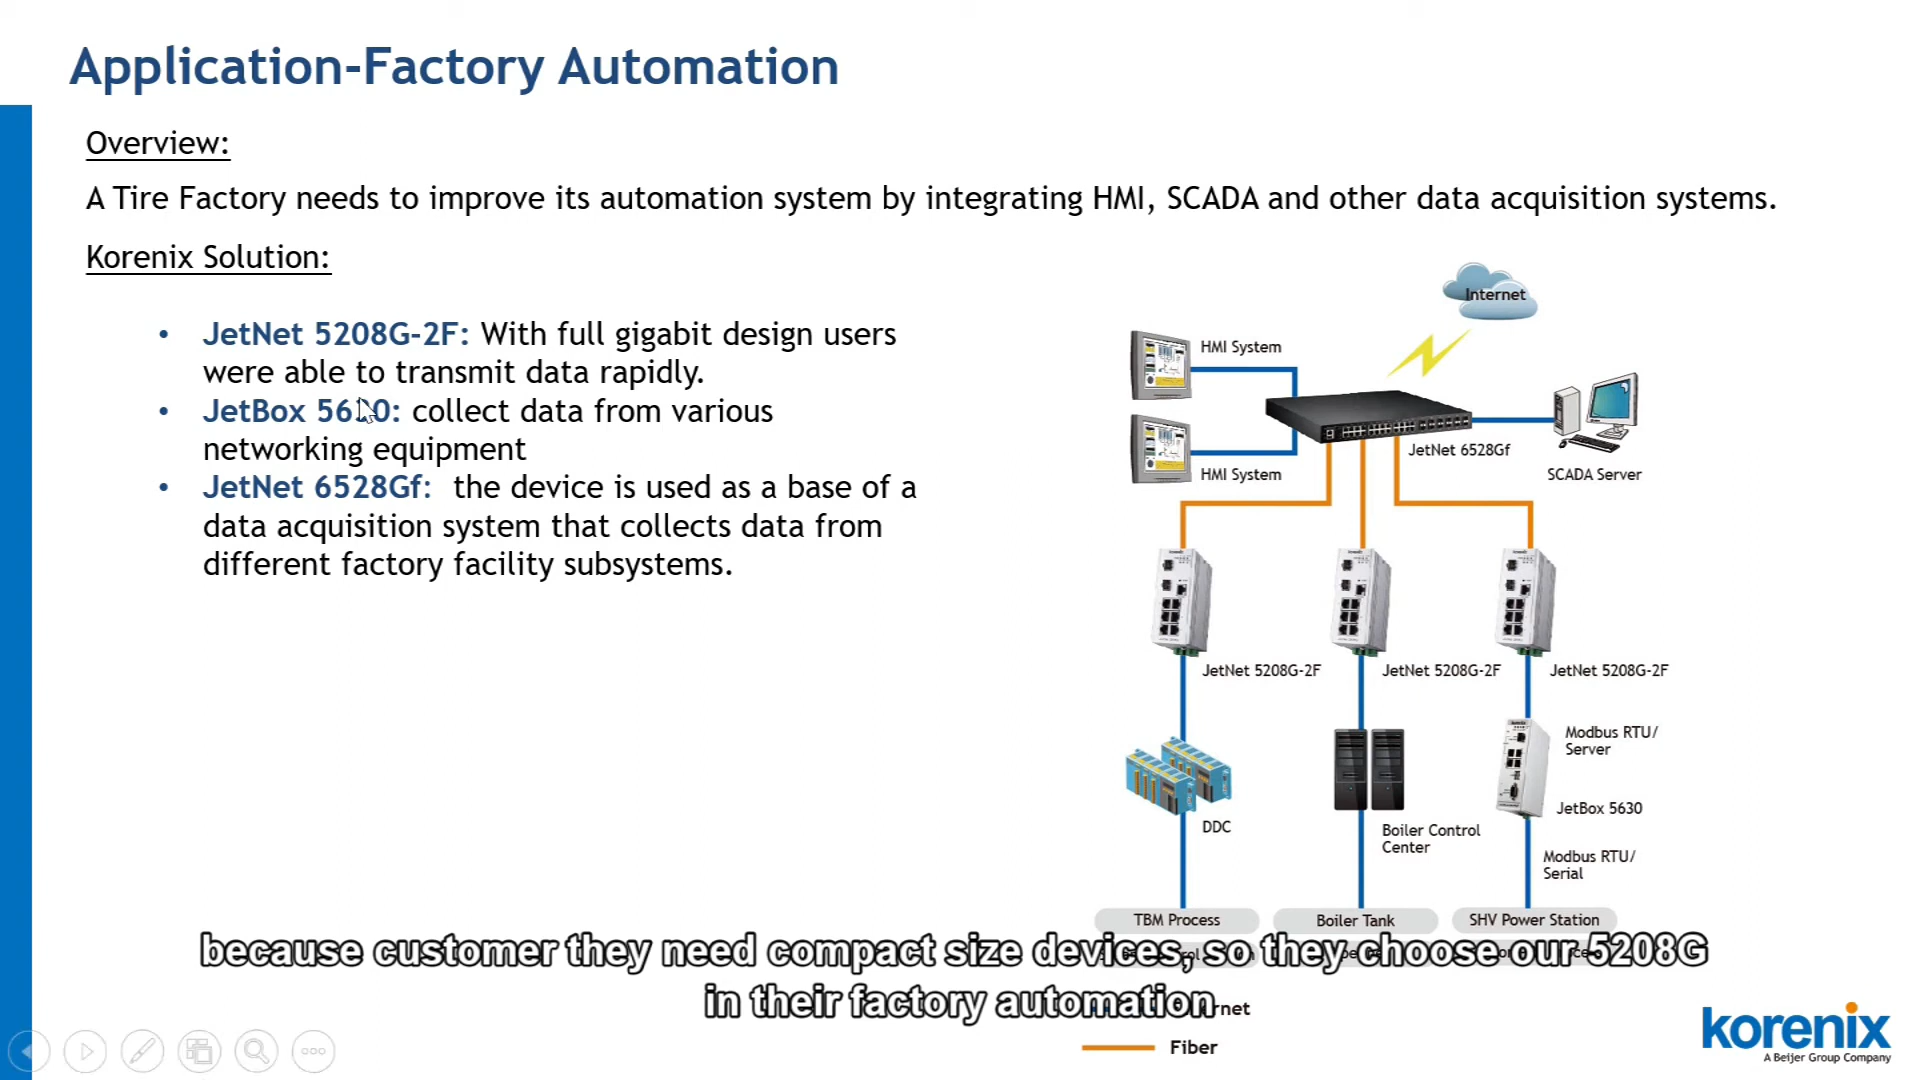 Application-Factory Automation
Overview:
A Tire Factory needs to improve its automation system by integrating HMI, SCADA and other data acquisition systems.
Korenix Solution:
• JetNet 5208G-2F: With full gigabit design users
were able to transmit data rapidly.
• JetBox 5630: collect data from various
networking equipment
• JetNet 6528Gf: the device is used as a base of a
data acquisition system that collects data from
different factory facility subsystems.
Internet
HMI System
HMI System
JetNet 6528Gf
SCADA Server
JetNet 5208G-2F
JetNet 5208G-2F
JetNet 5208G-2F
Modbus RTU/
Server
JetBox 5630
DDC
Boiler Control
Center
Modbus RTU/
Serial
TBM Process
Boiler Tank
SHV Power Station
because customer they need compact size devices, so they choose our 5208G
in their factory automation
Fiber
korenix
A Beijer Group Company